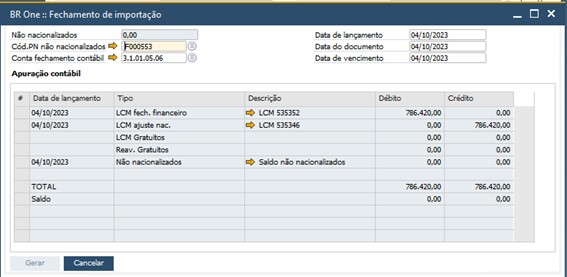 BR One :: Fechamento de importação
Não nacionalizados 0,00 Data de lançamento 04/10/2023
Cód.PN não nacionalizados F000553 Data do documento 04/10/2023
Conta fechamento contábil 3.1.01.05.06 Data de vencimento 04/10/2023
Apuração contábil
# Data de lançamento Tipo Descrição Débito Crédito
04/10/2023 LCM fech. financeiro LCM 535352 786.420,00 0,00
04/10/2023 LCM ajuste nac. LCM 535346 0,00 786.420,00
LCM Gratuitos 0,00 0,00
Reav. Gratuitos 0,00 0,00
04/10/2023 Não nacionalizados Saldo não nacionalizados 0,00 0,00
TOTAL 786.420,00 786.420,00
Saldo 0,00 0,00
Gerar Cancelar